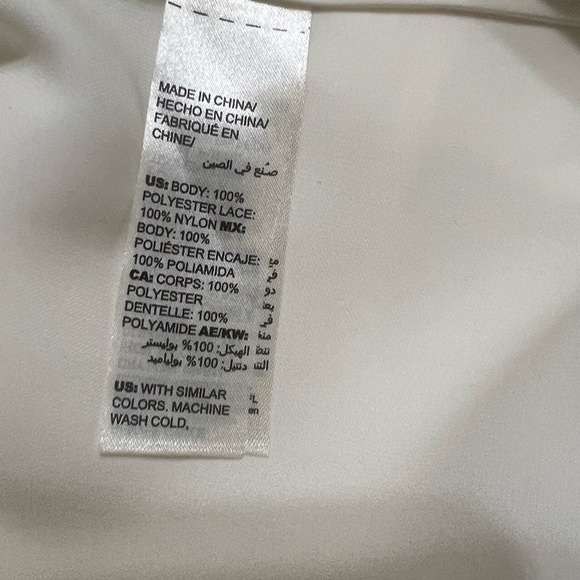 MADE IN CHINA/
HECHO EN CHINA/
FABRIQUÉ EN
CHINE/
صنع في الصين
US: BODY: 100%
POLYESTER LACE:
100% NYLON MX:
BODY: 100%
POLIÉSTER ENCAJE:
100% POLIAMIDA
CA: CORPS: 100%
POLYESTER
DENTELLE: 100%
POLYAMIDE AE/KW:
الهيكل: 100% بوليستر
دنتيل: 100% بولياميد
US: WITH SIMILAR
COLORS. MACHINE
WASH COLD,